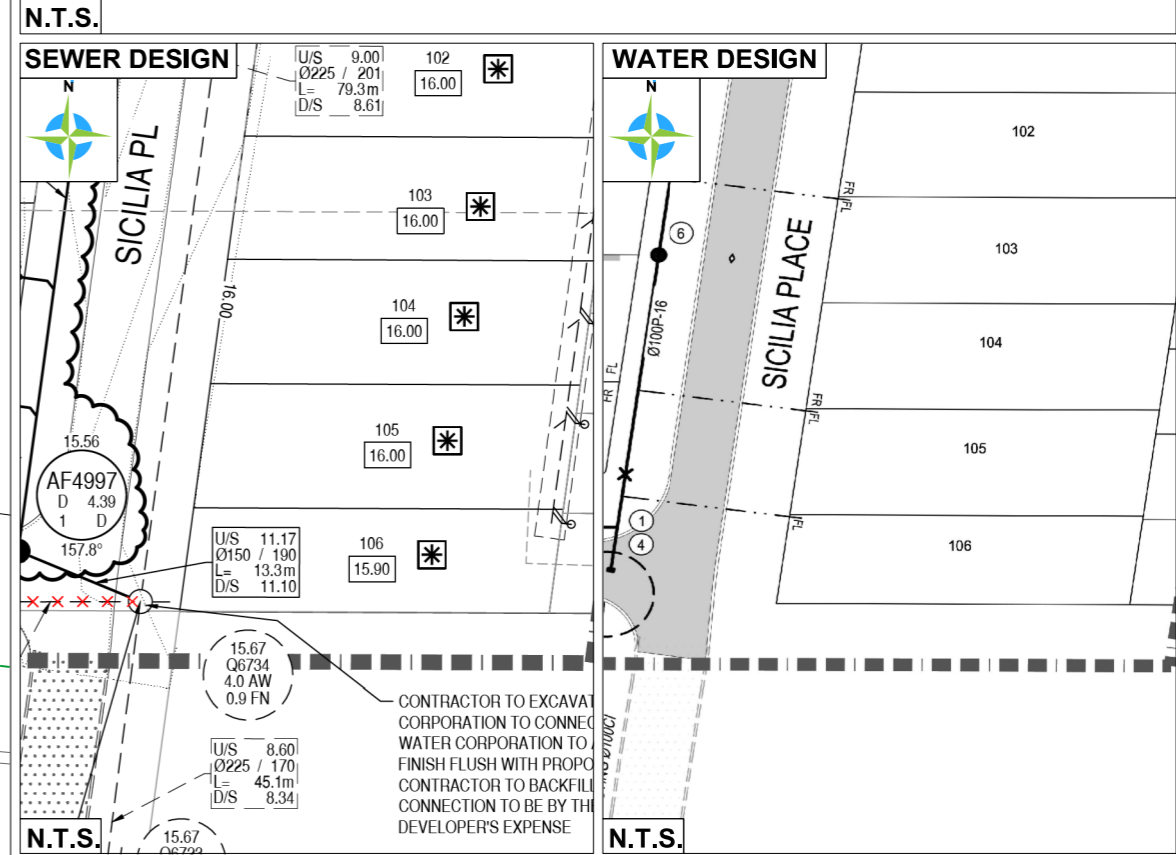 N.T.S.
SEWER DESIGN
N
SICILIA PL
U/S 9.00
Ø225 / 201
L= 79.3m
D/S 8.61
102
16.00
103
16.00
16.00
104
16.00
105
16.00
15.56
AF4997
D 4.39
1 D
157.8°
U/S 11.17
Ø150 / 190
L= 13.3m
D/S 11.10
106
15.90
15.67
Q6734
4.0 AW
0.9 FN
U/S 8.60
Ø225 / 170
L= 45.1m
D/S 8.34
CONTRACTOR TO
CORPORATION TO
WATER CORPORATION TO
FINISH FLUSH WITH
CONTRACTOR TO BACKFILL
CONNECTION TO BE BY
DEVELOPER'S EXPENSE
15.67
N.T.S.
WATER DESIGN
N
102
FR
FL
6
103
Ø100P-16
SICILIA PLACE
104
FL
FR
FR
FL
105
1
4
FL
106
N.T.S.